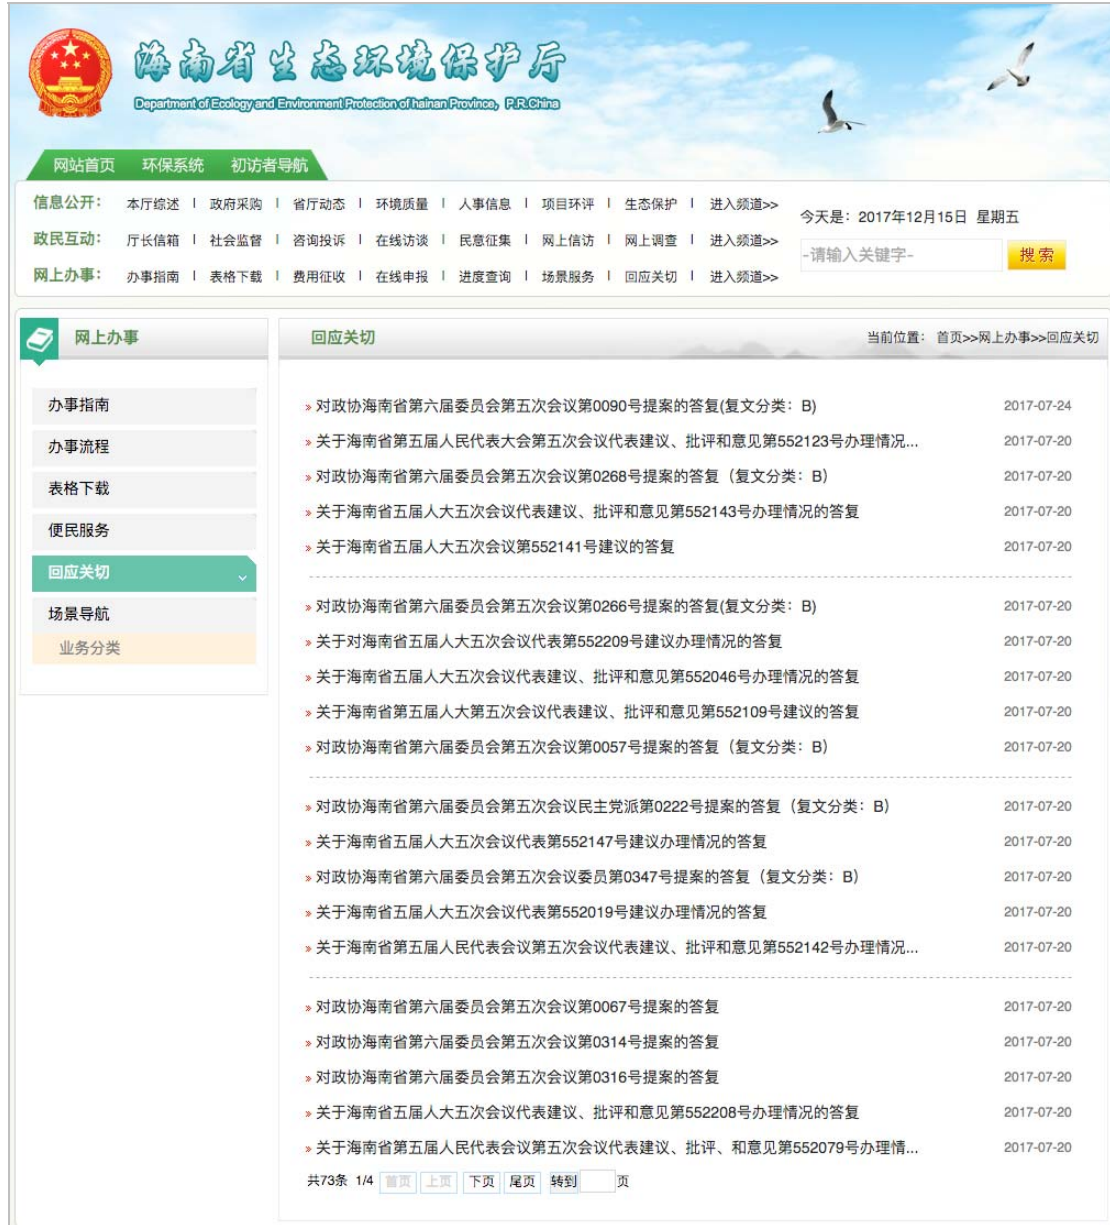 海南省生态环境保护厅
Department of Ecology and Environment Protection of hainan Province, P.R.China
网站首页 环保系统 初访者导航
信息公开： 本厅综述 | 政府采购 | 省厅动态 | 环境质量 | 人事信息 | 项目环评 | 生态保护 | 进入频道>>
今天是：2017年12月15日 星期五
政民互动： 厅长信箱 | 社会监督 | 咨询投诉 | 在线访谈 | 民意征集 | 网上信访 | 网上调查 | 进入频道>>
-请输入关键字- 搜索
网上办事： 办事指南 | 表格下载 | 费用征收 | 在线申报 | 进度查询 | 场景服务 | 回应关切 | 进入频道>>
网上办事
办事指南
办事流程
表格下载
便民服务
回应关切
场景导航
业务分类
回应关切 当前位置： 首页>>网上办事>>回应关切
» 对政协海南省第六届委员会第五次会议第0090号提案的答复(复文分类：B) 2017-07-24
» 关于海南省第五届人民代表大会第五次会议代表建议、批评和意见第552123号办理情况... 2017-07-20
» 对政协海南省第六届委员会第五次会议第0268号提案的答复（复文分类：B） 2017-07-20
» 关于海南省五届人大五次会议代表建议、批评和意见第552143号办理情况的答复 2017-07-20
» 关于海南省五届人大五次会议第552141号建议的答复 2017-07-20
» 对政协海南省第六届委员会第五次会议第0266号提案的答复(复文分类：B) 2017-07-20
» 关于对海南省五届人大五次会议代表第552209号建议办理情况的答复 2017-07-20
» 关于海南省五届人大五次会议代表建议、批评和意见第552046号办理情况的答复 2017-07-20
» 关于海南省第五届人大第五次会议代表建议、批评和意见第552109号建议的答复 2017-07-20
» 对政协海南省第六届委员会第五次会议第0057号提案的答复（复文分类：B） 2017-07-20
» 对政协海南省第六届委员会第五次会议民主党派第0222号提案的答复（复文分类：B） 2017-07-20
» 关于海南省五届人大五次会议代表第552147号建议办理情况的答复 2017-07-20
» 对政协海南省第六届委员会第五次会议委员第0347号提案的答复（复文分类：B） 2017-07-20
» 关于海南省五届人大五次会议代表第552019号建议办理情况的答复 2017-07-20
» 关于海南省第五届人民代表会议第五次会议代表建议、批评和意见第552142号办理情况... 2017-07-20
» 对政协海南省第六届委员会第五次会议第0067号提案的答复 2017-07-20
» 对政协海南省第六届委员会第五次会议第0314号提案的答复 2017-07-20
» 对政协海南省第六届委员会第五次会议第0316号提案的答复 2017-07-20
» 关于海南省五届人大五次会议代表建议、批评和意见第552208号办理情况的答复 2017-07-20
» 关于海南省第五届人民代表会议第五次会议代表建议、批评、和意见第552079号办理情... 2017-07-20
共73条 1/4 首页 上页 下页 尾页 转到 页